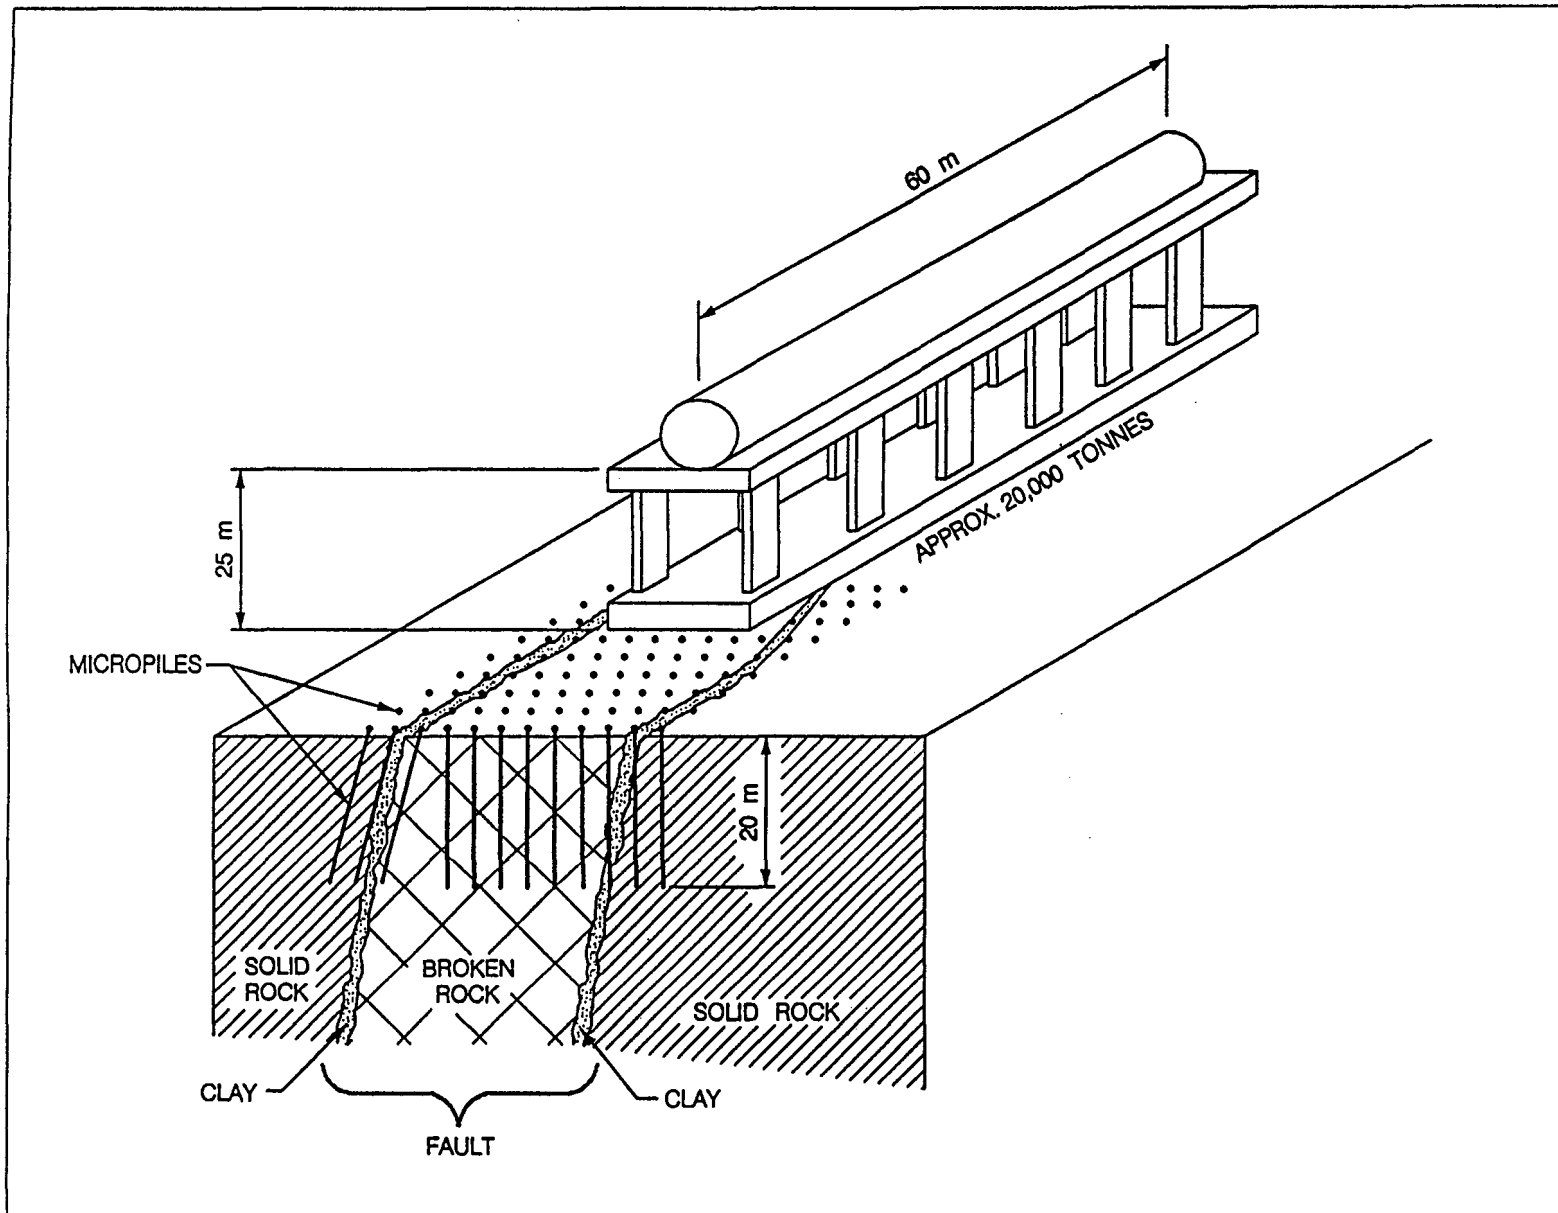 60 m
25 m
APPROX. 20,000 TONNES
MICROPILES
20 m
SOLID
ROCK
BROKEN
ROCK
SOLID ROCK
CLAY
CLAY
FAULT